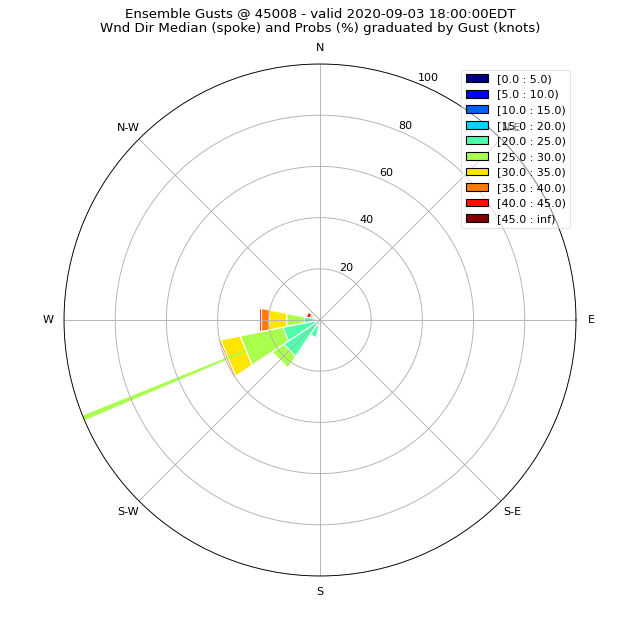 Ensemble Gusts @ 45008 - valid 2020-09-03 18:00:00EDT
Wnd Dir Median (spoke) and Probs (%) graduated by Gust (knots)
N
N-W
100
80
60
40
20
[0.0 : 5.0)
[5.0 : 10.0)
[10.0 : 15.0)
[15.0 : 20.0)
[20.0 : 25.0)
[25.0 : 30.0)
[30.0 : 35.0)
[35.0 : 40.0)
[40.0 : 45.0)
[45.0 : inf)
W
E
S-W
S-E
S